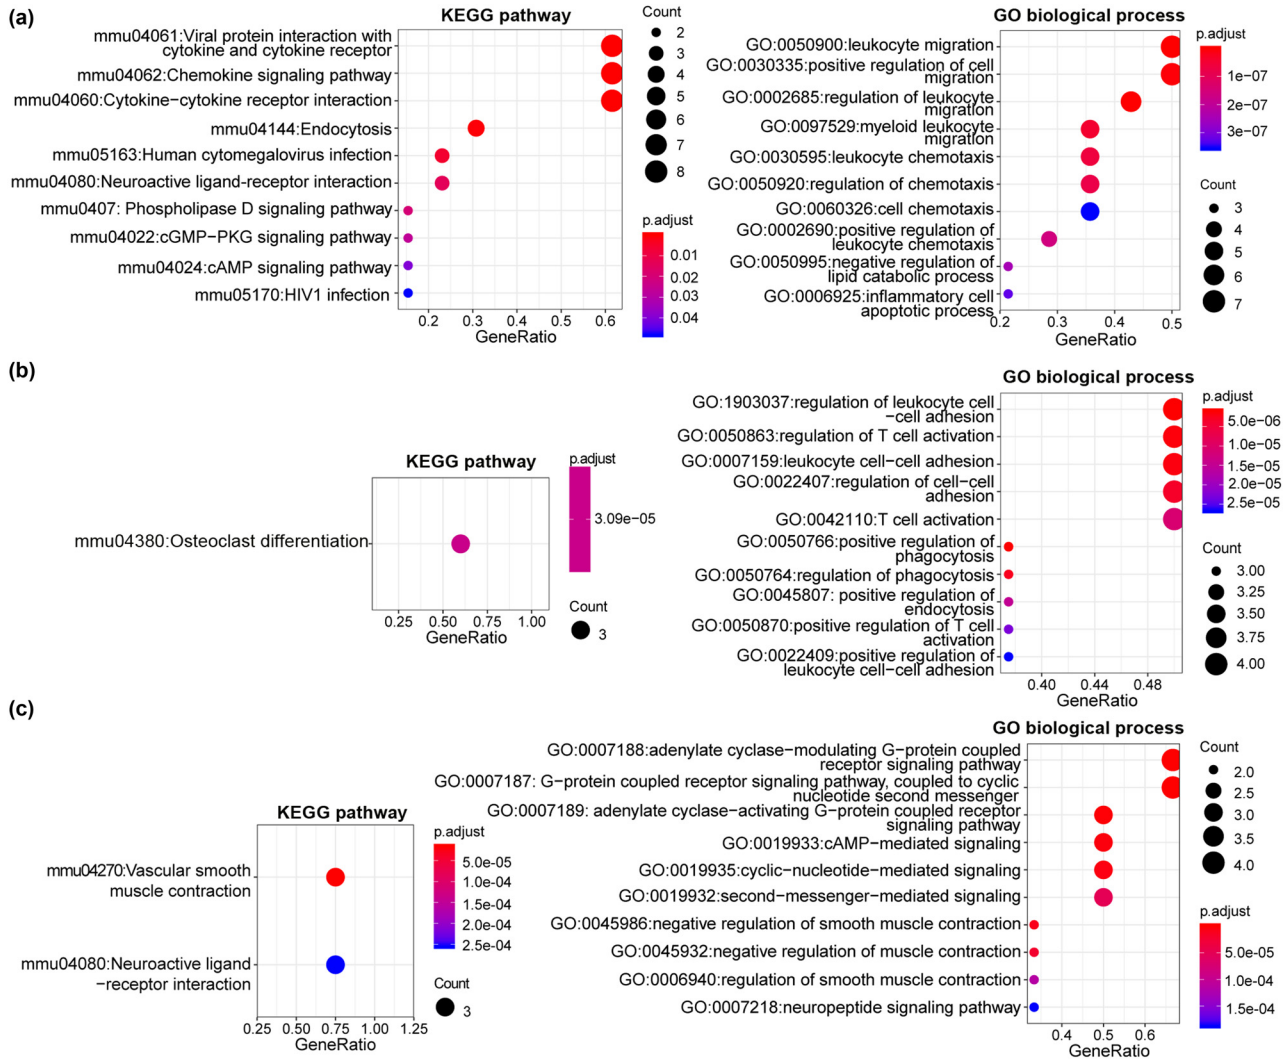 (a)
KEGG pathway
mmu04061:Viral protein interaction with
cytokine and cytokine receptor
mmu04062:Chemokine signaling pathway
mmu04060:Cytokine−cytokine receptor interaction
mmu04144:Endocytosis
mmu05163:Human cytomegalovirus infection
mmu04080:Neuroactive ligand-receptor interaction
mmu0407: Phospholipase D signaling pathway
mmu04022:cGMP−PKG signaling pathway
mmu04024:cAMP signaling pathway
mmu05170:HIV1 infection
0.2 0.3 0.4 0.5 0.6
GeneRatio
Count
2
3
4
5
6
7
8
p.adjust
0.01
0.02
0.03
0.04
GO biological process
GO:0050900:leukocyte migration
GO:0030335:positive regulation of cell
migration
GO:0002685:regulation of leukocyte
migration
GO:0097529:myeloid leukocyte
migration
GO:0030595:leukocyte chemotaxis
GO:0050920:regulation of chemotaxis
GO:0060326:cell chemotaxis
GO:0002690:positive regulation of
leukocyte chemotaxis
GO:0050995:negative regulation of
lipid catabolic process
GO:0006925:inflammatory cell
apoptotic process
0.2 0.3 0.4 0.5
GeneRatio
p.adjust
1e−07
2e−07
3e−07
Count
3
4
5
6
7
(b)
KEGG pathway
mmu04380:Osteoclast differentiation
0.25 0.50 0.75 1.00
GeneRatio
p.adjust
3.09e−05
Count
3
GO biological process
GO:1903037:regulation of leukocyte cell
−cell adhesion
GO:0050863:regulation of T cell activation
GO:0007159:leukocyte cell−cell adhesion
GO:0022407:regulation of cell−cell
adhesion
GO:0042110:T cell activation
GO:0050766:positive regulation of
phagocytosis
GO:0050764:regulation of phagocytosis
GO:0045807: positive regulation of
endocytosis
GO:0050870:positive regulation of T cell
activation
GO:0022409:positive regulation of
leukocyte cell−cell adhesion
0.40 0.44 0.48
GeneRatio
p.adjust
5.0e−06
1.0e−05
1.5e−05
2.0e−05
2.5e−05
Count
3.00
3.25
3.50
3.75
4.00
(c)
KEGG pathway
mmu04270:Vascular smooth
muscle contraction
mmu04080:Neuroactive ligand
−receptor interaction
0.25 0.50 0.75 1.00 1.25
GeneRatio
p.adjust
5.0e−05
1.0e−04
1.5e−04
2.0e−04
2.5e−04
Count
3
GO biological process
GO:0007188:adenylate cyclase−modulating G−protein coupled
receptor signaling pathway
GO:0007187: G−protein coupled receptor signaling pathway, coupled to cyclic
nucleotide second messenger
GO:0007189: adenylate cyclase−activating G−protein coupled receptor
signaling pathway
GO:0019933:cAMP−mediated signaling
GO:0019935:cyclic−nucleotide−mediated signaling
GO:0019932:second−messenger−mediated signaling
GO:0045986:negative regulation of smooth muscle contraction
GO:0045932:negative regulation of muscle contraction
GO:0006940:regulation of smooth muscle contraction
GO:0007218:neuropeptide signaling pathway
0.4 0.5 0.6
GeneRatio
Count
2.0
2.5
3.0
3.5
4.0
p.adjust
5.0e−05
1.0e−04
1.5e−04